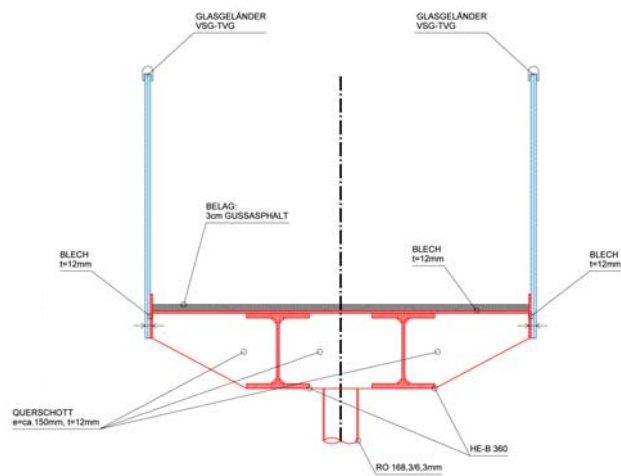 GLASGELÄNDER
VSG-TVG
GLASGELÄNDER
VSG-TVG
BELAG:
3cm GUSSASPHALT
BLECH
t=12mm
BLECH
t=12mm
BLECH
t=12mm
QUERSCHOTT
e=ca.150mm, t=12mm
HE-B 360
RO 168,3/6,3mm